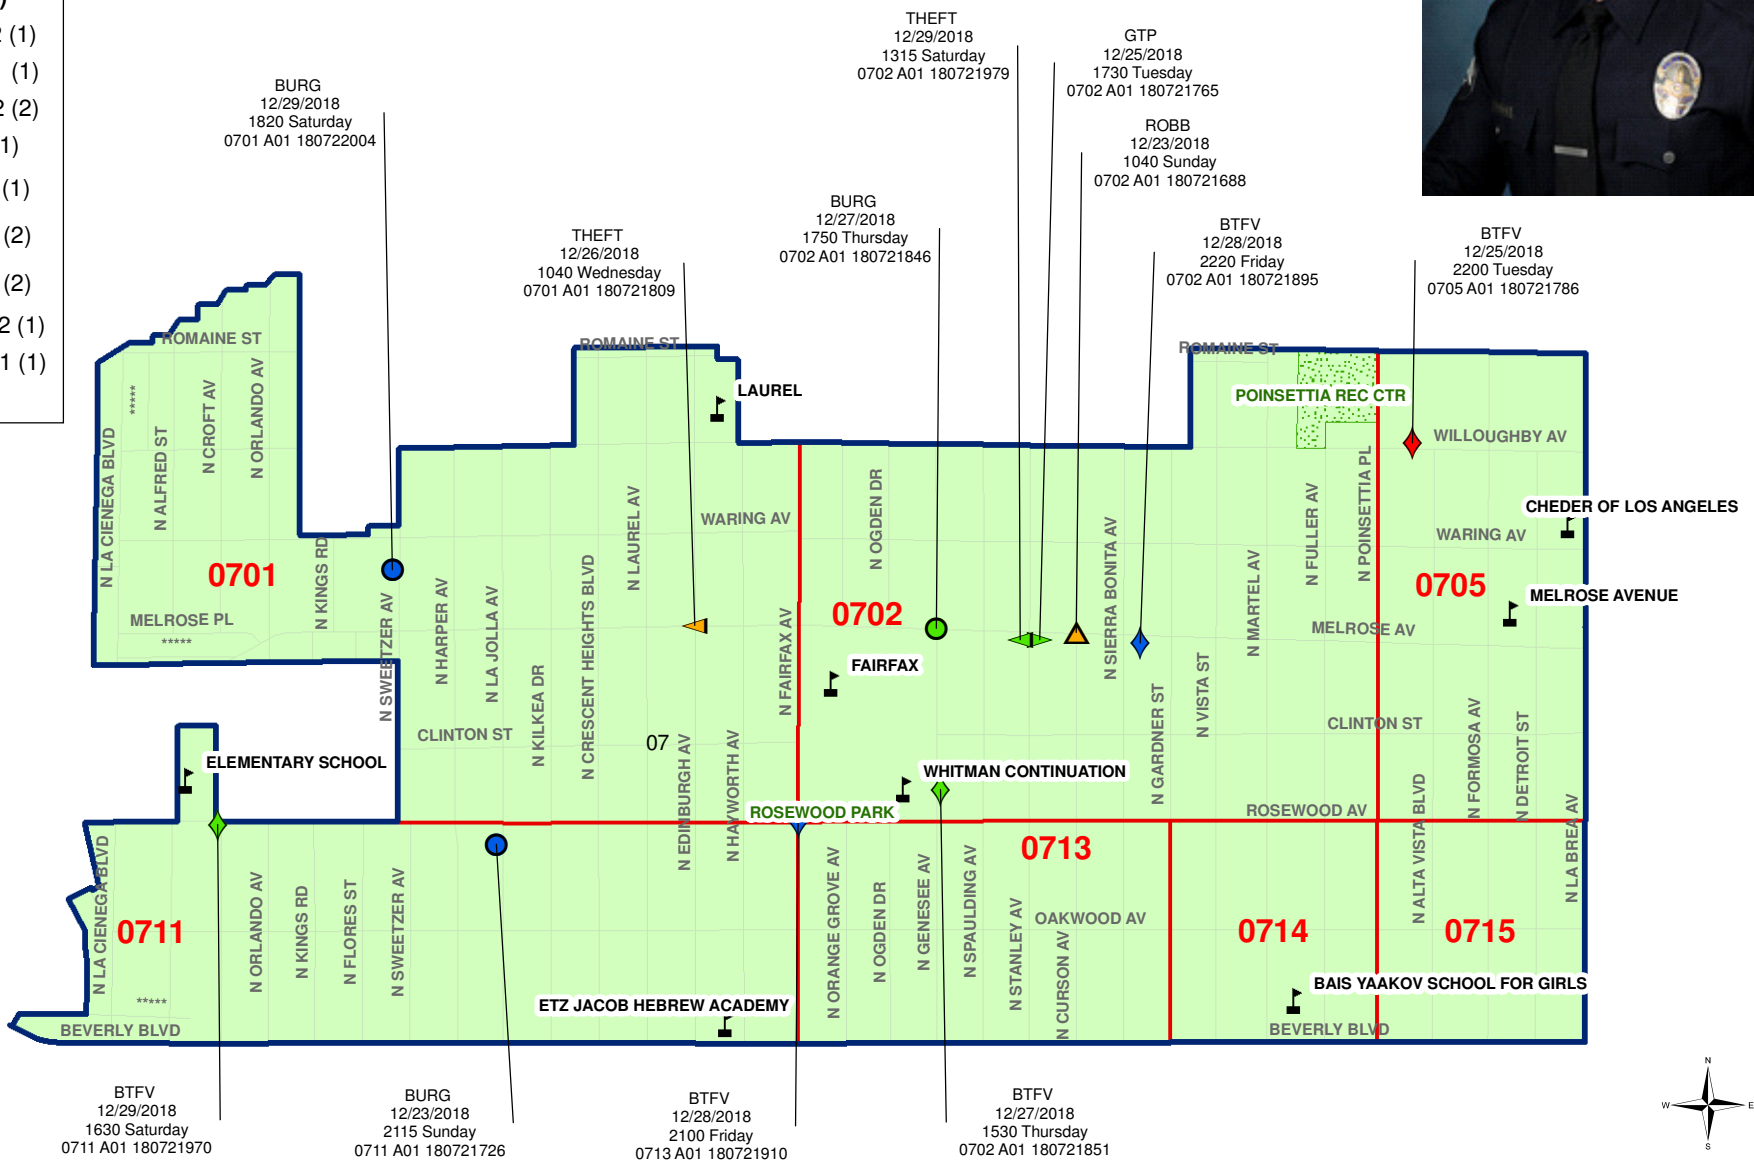 2 (1)
(1)
2 (2)
1)
(1)
(2)
(2)
2 (1)
1 (1)
THEFT
12/29/2018
1315 Saturday
0702 A01 180721979
GTP
12/25/2018
1730 Tuesday
0702 A01 180721765
BURG
12/29/2018
1820 Saturday
0701 A01 180722004
ROBB
12/23/2018
1040 Sunday
0702 A01 180721688
BURG
12/27/2018
1750 Thursday
0702 A01 180721846
THEFT
12/26/2018
1040 Wednesday
0701 A01 180721809
BTFV
12/28/2018
2220 Friday
0702 A01 180721895
BTFV
12/25/2018
2200 Tuesday
0705 A01 180721786
ROMAINE ST
ROMAINE ST
ROMAINE ST
LAUREL
POINSETTIA REC CTR
WILLOUGHBY AV
*****
N LA CIENEGA BLVD
N ALFRED ST
N CROFT AV
N ORLANDO AV
N KINGS RD
N SWEETZER AV
N HARPER AV
N LA JOLLA AV
N KILKEA DR
N CRESCENT HEIGHTS BLVD
N LAUREL AV
WARING AV
N FAIRFAX AV
N OGDEN DR
N SIERRA BONITA AV
N GARDNER ST
N VISTA ST
N MARTEL AV
N FULLER AV
N POINSETTIA PL
CHEDER OF LOS ANGELES
WARING AV
0701
0702
0705
MELROSE AVENUE
MELROSE PL
*****
MELROSE AV
FAIRFAX
CLINTON ST
CLINTON ST
07
N EDINBURGH AV
N HAYWORTH AV
ELEMENTARY SCHOOL
WHITMAN CONTINUATION
ROSEWOOD PARK
ROSEWOOD AV
N ALTA VISTA BLVD
N FORMOSA AV
N DETROIT ST
N LA BREA AV
0713
N LA CIENEGA BLVD
0711
N ORLANDO AV
N KINGS RD
N FLORES ST
N SWEETZER AV
N ORANGE GROVE AV
N OGDEN DR
N GENESEE AV
N SPAULDING AV
N STANLEY AV
N CURSON AV
OAKWOOD AV
0714
0715
*****
BAIS YAAKOV SCHOOL FOR GIRLS
ETZ JACOB HEBREW ACADEMY
BEVERLY BLVD
BEVERLY BLVD
BTFV
12/29/2018
1630 Saturday
0711 A01 180721970
BURG
12/23/2018
2115 Sunday
0711 A01 180721726
BTFV
12/28/2018
2100 Friday
0713 A01 180721910
BTFV
12/27/2018
1530 Thursday
0702 A01 180721851
N
W
E
S